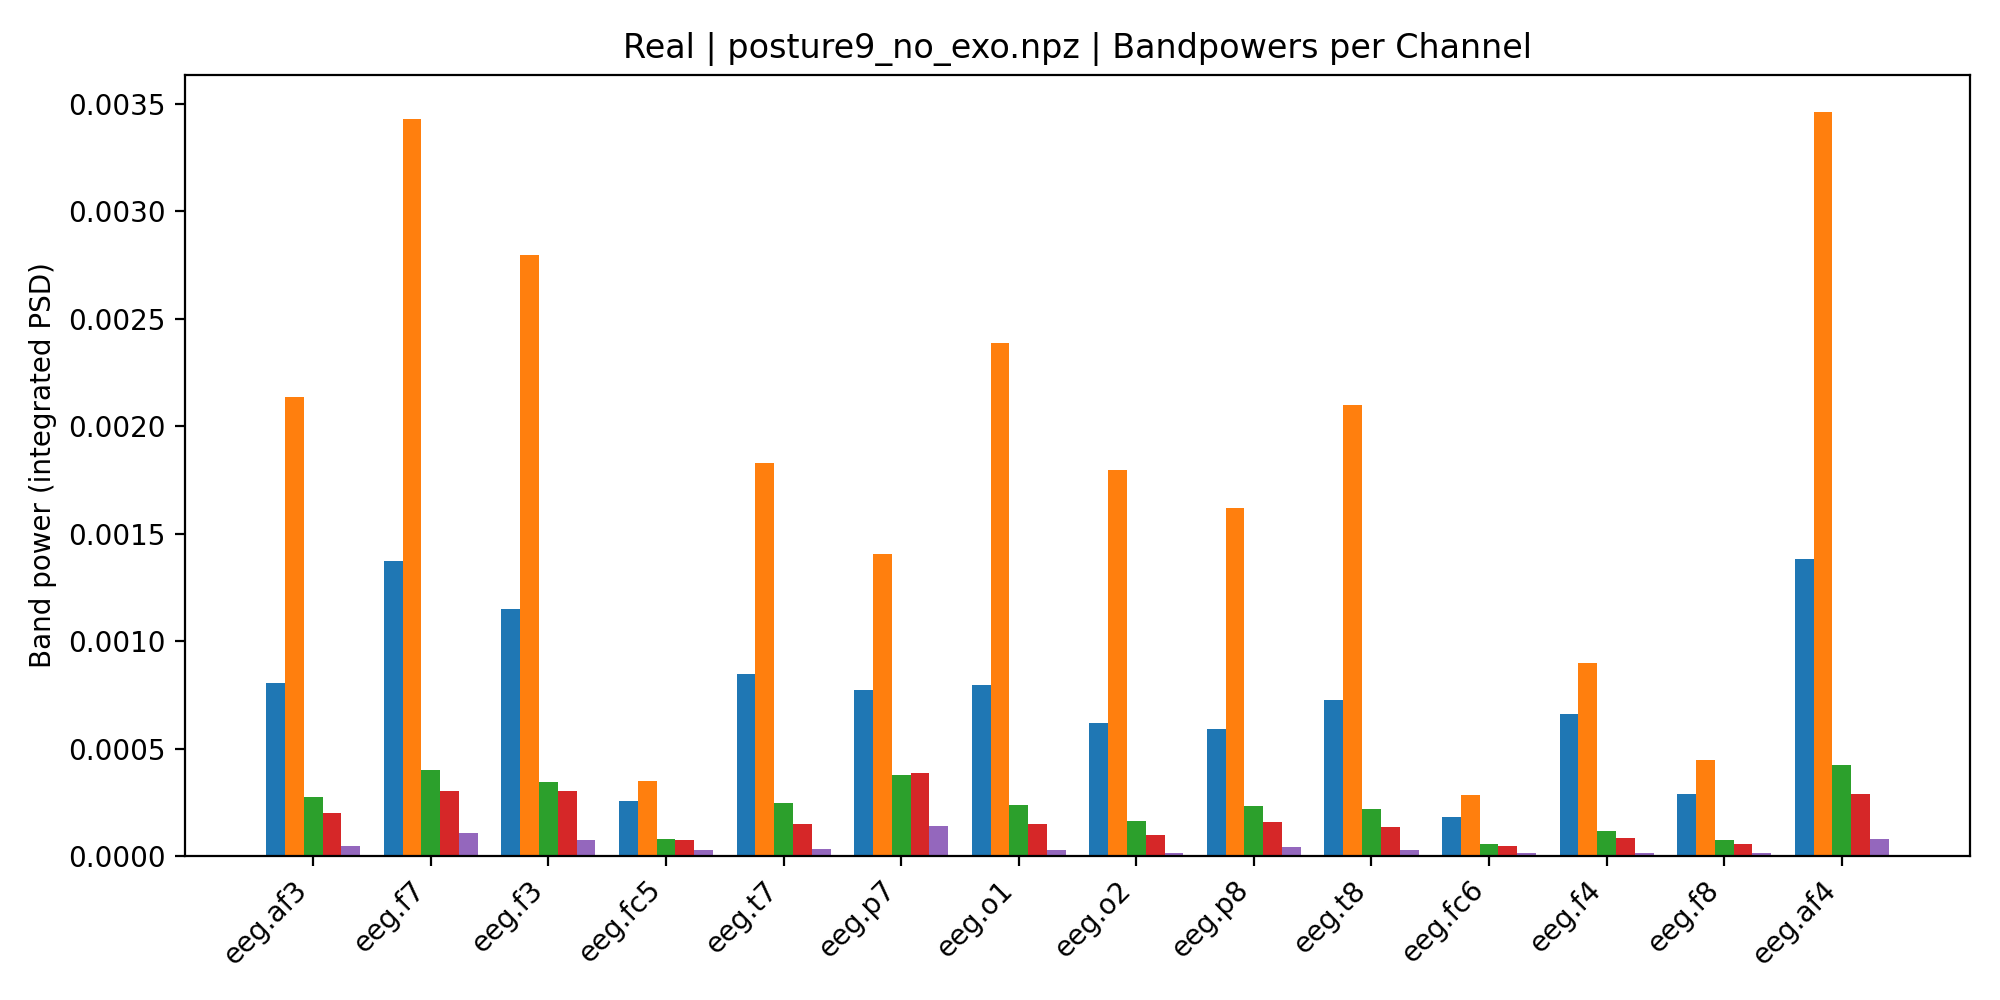 Real | posture9_no_exo.npz | Bandpowers per Channel
Band power (integrated PSD)
0.0035
0.0030
0.0025
0.0020
0.0015
0.0010
0.0005
0.0000
eeg.af3
eeg.f7
eeg.f3
eeg.fc5
eeg.t7
eeg.p7
eeg.o1
eeg.o2
eeg.p8
eeg.t8
eeg.fc6
eeg.f4
eeg.f8
eeg.af4